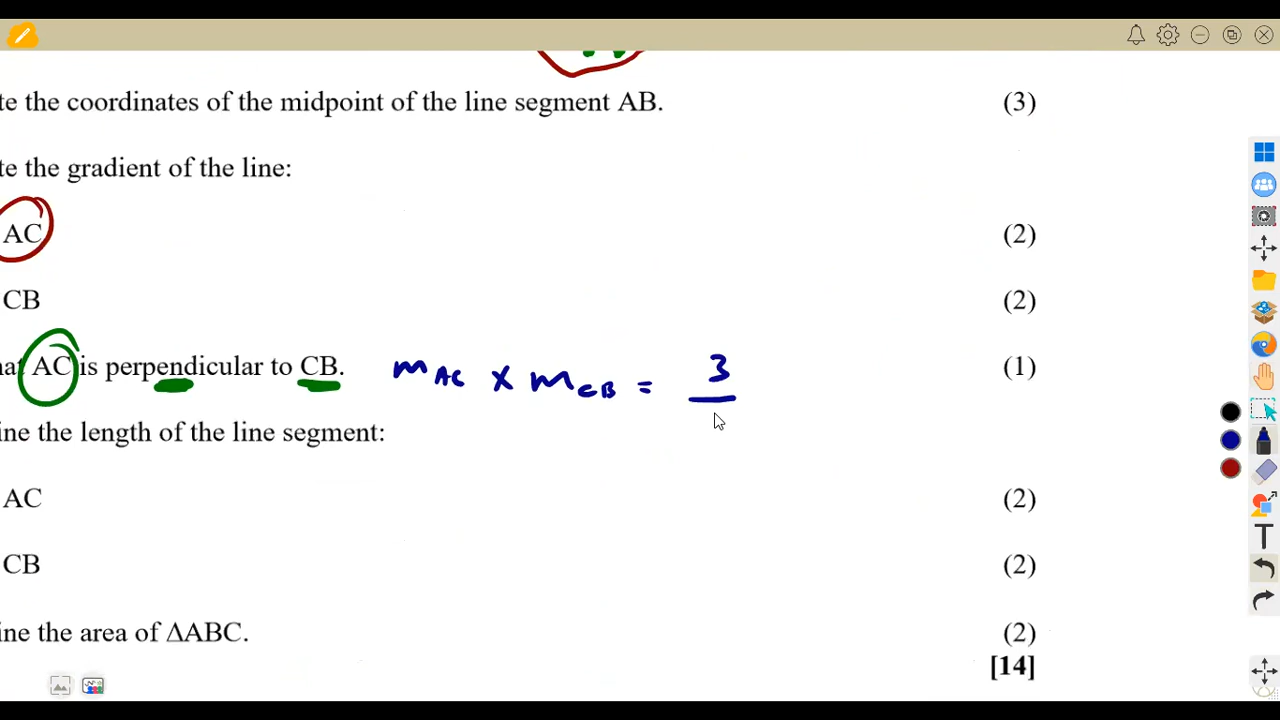 te the coordinates of the midpoint of the line segment AB. (3)
te the gradient of the line:
AC (2)
CB (2)
at AC is perpendicular to CB. m AC x m CB = 3 (1)
ine the length of the line segment:
AC (2)
CB (2)
ine the area of ΔABC. (2)
[14]
T